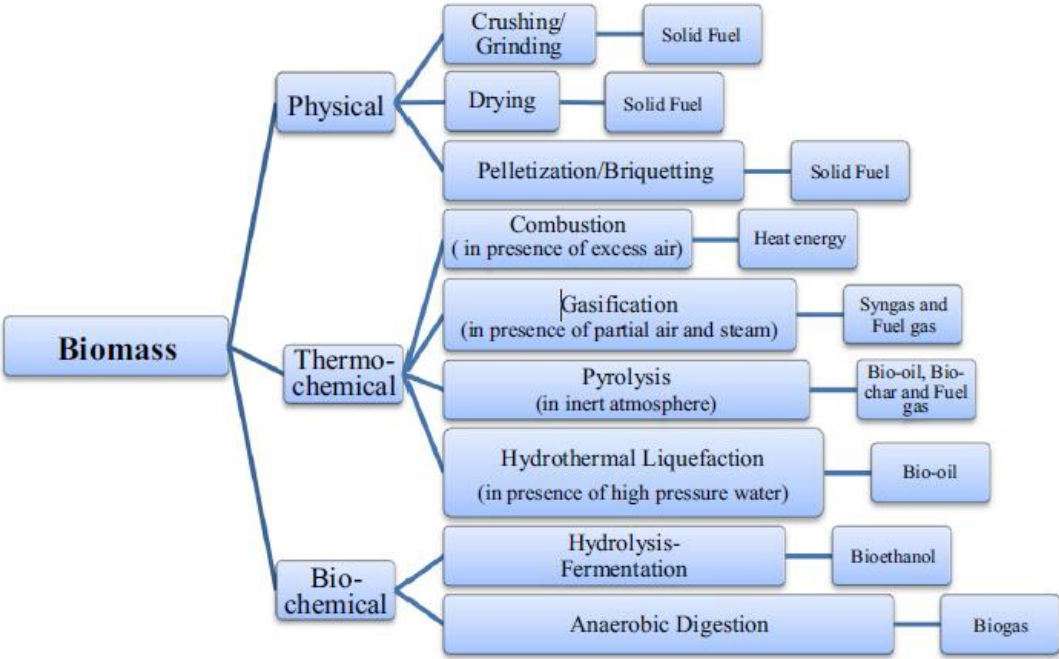 Biomass
Physical
Crushing/
Grinding
Solid Fuel
Drying
Solid Fuel
Pelletization/Briquetting
Solid Fuel
Thermo-
chemical
Combustion
( in presence of excess air)
Heat energy
Gasification
(in presence of partial air and steam)
Syngas and
Fuel gas
Pyrolysis
(in inert atmosphere)
Bio-oil, Bio-
char and Fuel
gas
Hydrothermal Liquefaction
(in presence of high pressure water)
Bio-oil
Bio-
chemical
Hydrolysis-
Fermentation
Bioethanol
Anaerobic Digestion
Biogas